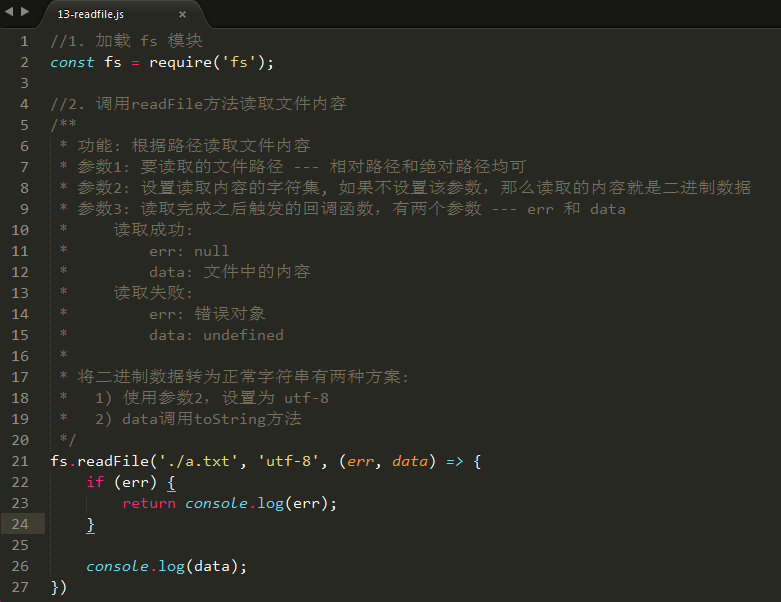 13-readfile.js ×
1 //1. 加载 fs 模块
2 const fs = require('fs');
3
4 //2. 调用readFile方法读取文件内容
5 /**
6  * 功能: 根据路径读取文件内容
7  * 参数1: 要读取的文件路径 --- 相对路径和绝对路径均可
8  * 参数2: 设置读取内容的字符集, 如果不设置该参数, 那么读取的内容就是二进制数据
9  * 参数3: 读取完成之后触发的回调函数, 有两个参数 --- err 和 data
10  *     读取成功:
11  *         err: null
12  *         data: 文件中的内容
13  *     读取失败:
14  *         err: 错误对象
15  *         data: undefined
16  *
17  * 将二进制数据转为正常字符串有两种方案:
18  *   1) 使用参数2, 设置为 utf-8
19  *   2) data调用toString方法
20  */
21 fs.readFile('./a.txt', 'utf-8', (err, data) => {
22     if (err) {
23         return console.log(err);
24     }
25
26     console.log(data);
27 })